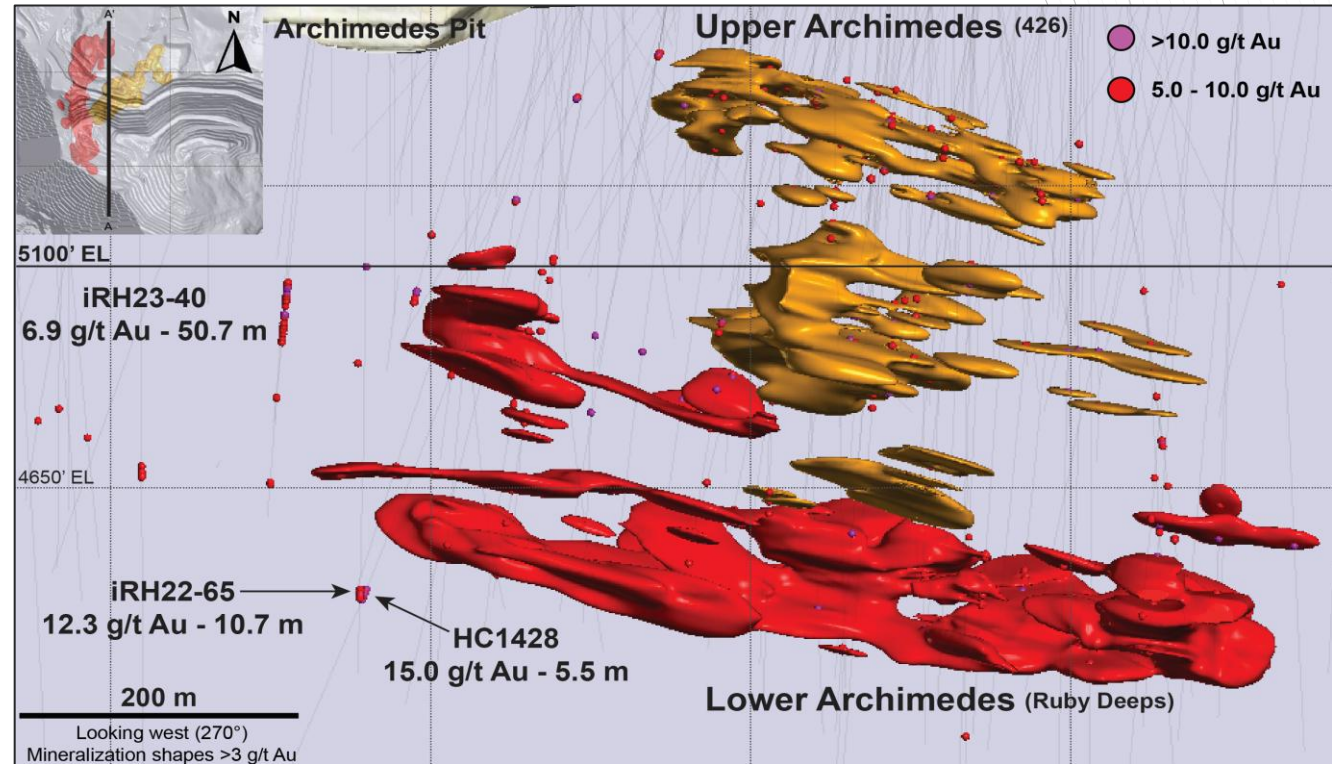 A'
N
A
Archimedes Pit
Upper Archimedes (426)
>10.0 g/t Au
5.0 - 10.0 g/t Au
5100' EL
iRH23-40
6.9 g/t Au - 50.7 m
4650' EL
iRH22-65
12.3 g/t Au - 10.7 m
HC1428
15.0 g/t Au - 5.5 m
200 m
Looking west (270°)
Mineralization shapes >3 g/t Au
Lower Archimedes (Ruby Deeps)